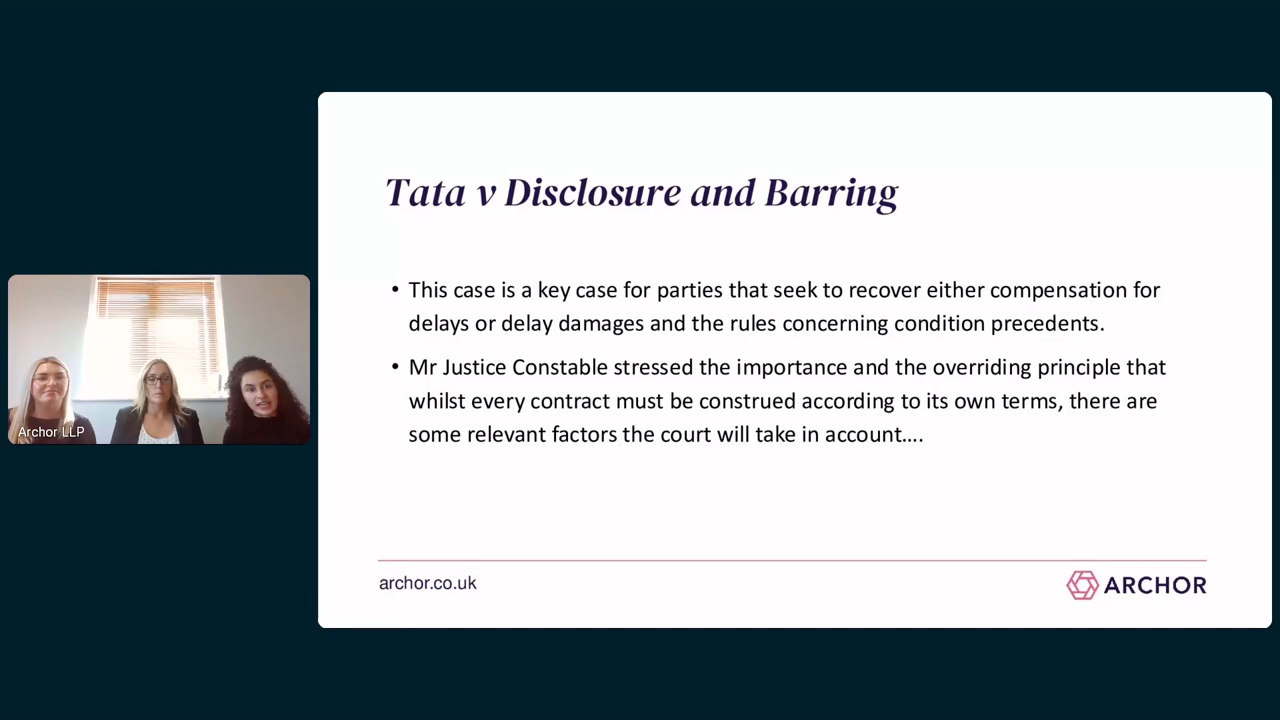 Tata v Disclosure and Barring
• This case is a key case for parties that seek to recover either compensation for
delays or delay damages and the rules concerning condition precedents.
• Mr Justice Constable stressed the importance and the overriding principle that
whilst every contract must be construed according to its own terms, there are
some relevant factors the court will take in account….
Archor LLP
archor.co.uk
ARCHOR